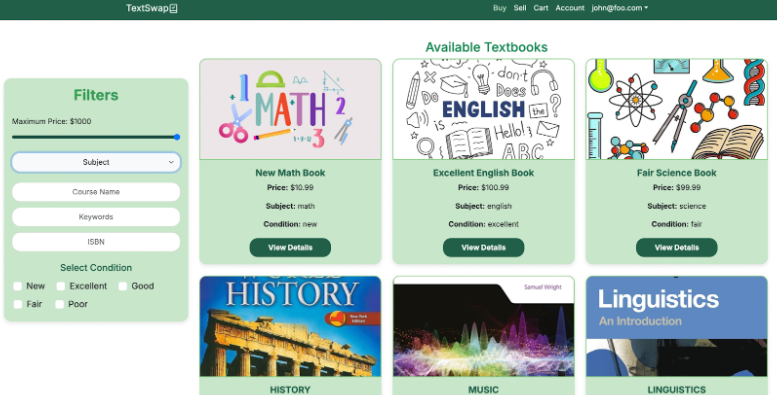 TextSwap
Buy Sell Cart Account john@foo.com
Available Textbooks
Filters
Maximum Price: $1000
Subject
Course Name
Keywords
ISBN
Select Condition
New Excellent Good
Fair Poor
1 MATH 2
3
New Math Book
Price: $10.99
Subject: math
Condition: new
View Details
don't
Do Does
ENGLISH the
Hello!
ABC
Excellent English Book
Price: $100.99
Subject: english
Condition: excellent
View Details
Fair Science Book
Price: $99.99
Subject: science
Condition: fair
View Details
HISTORY
New York
HISTORY
Samuel Wright
MUSIC
Linguistics
An Introduction
LINGUISTICS